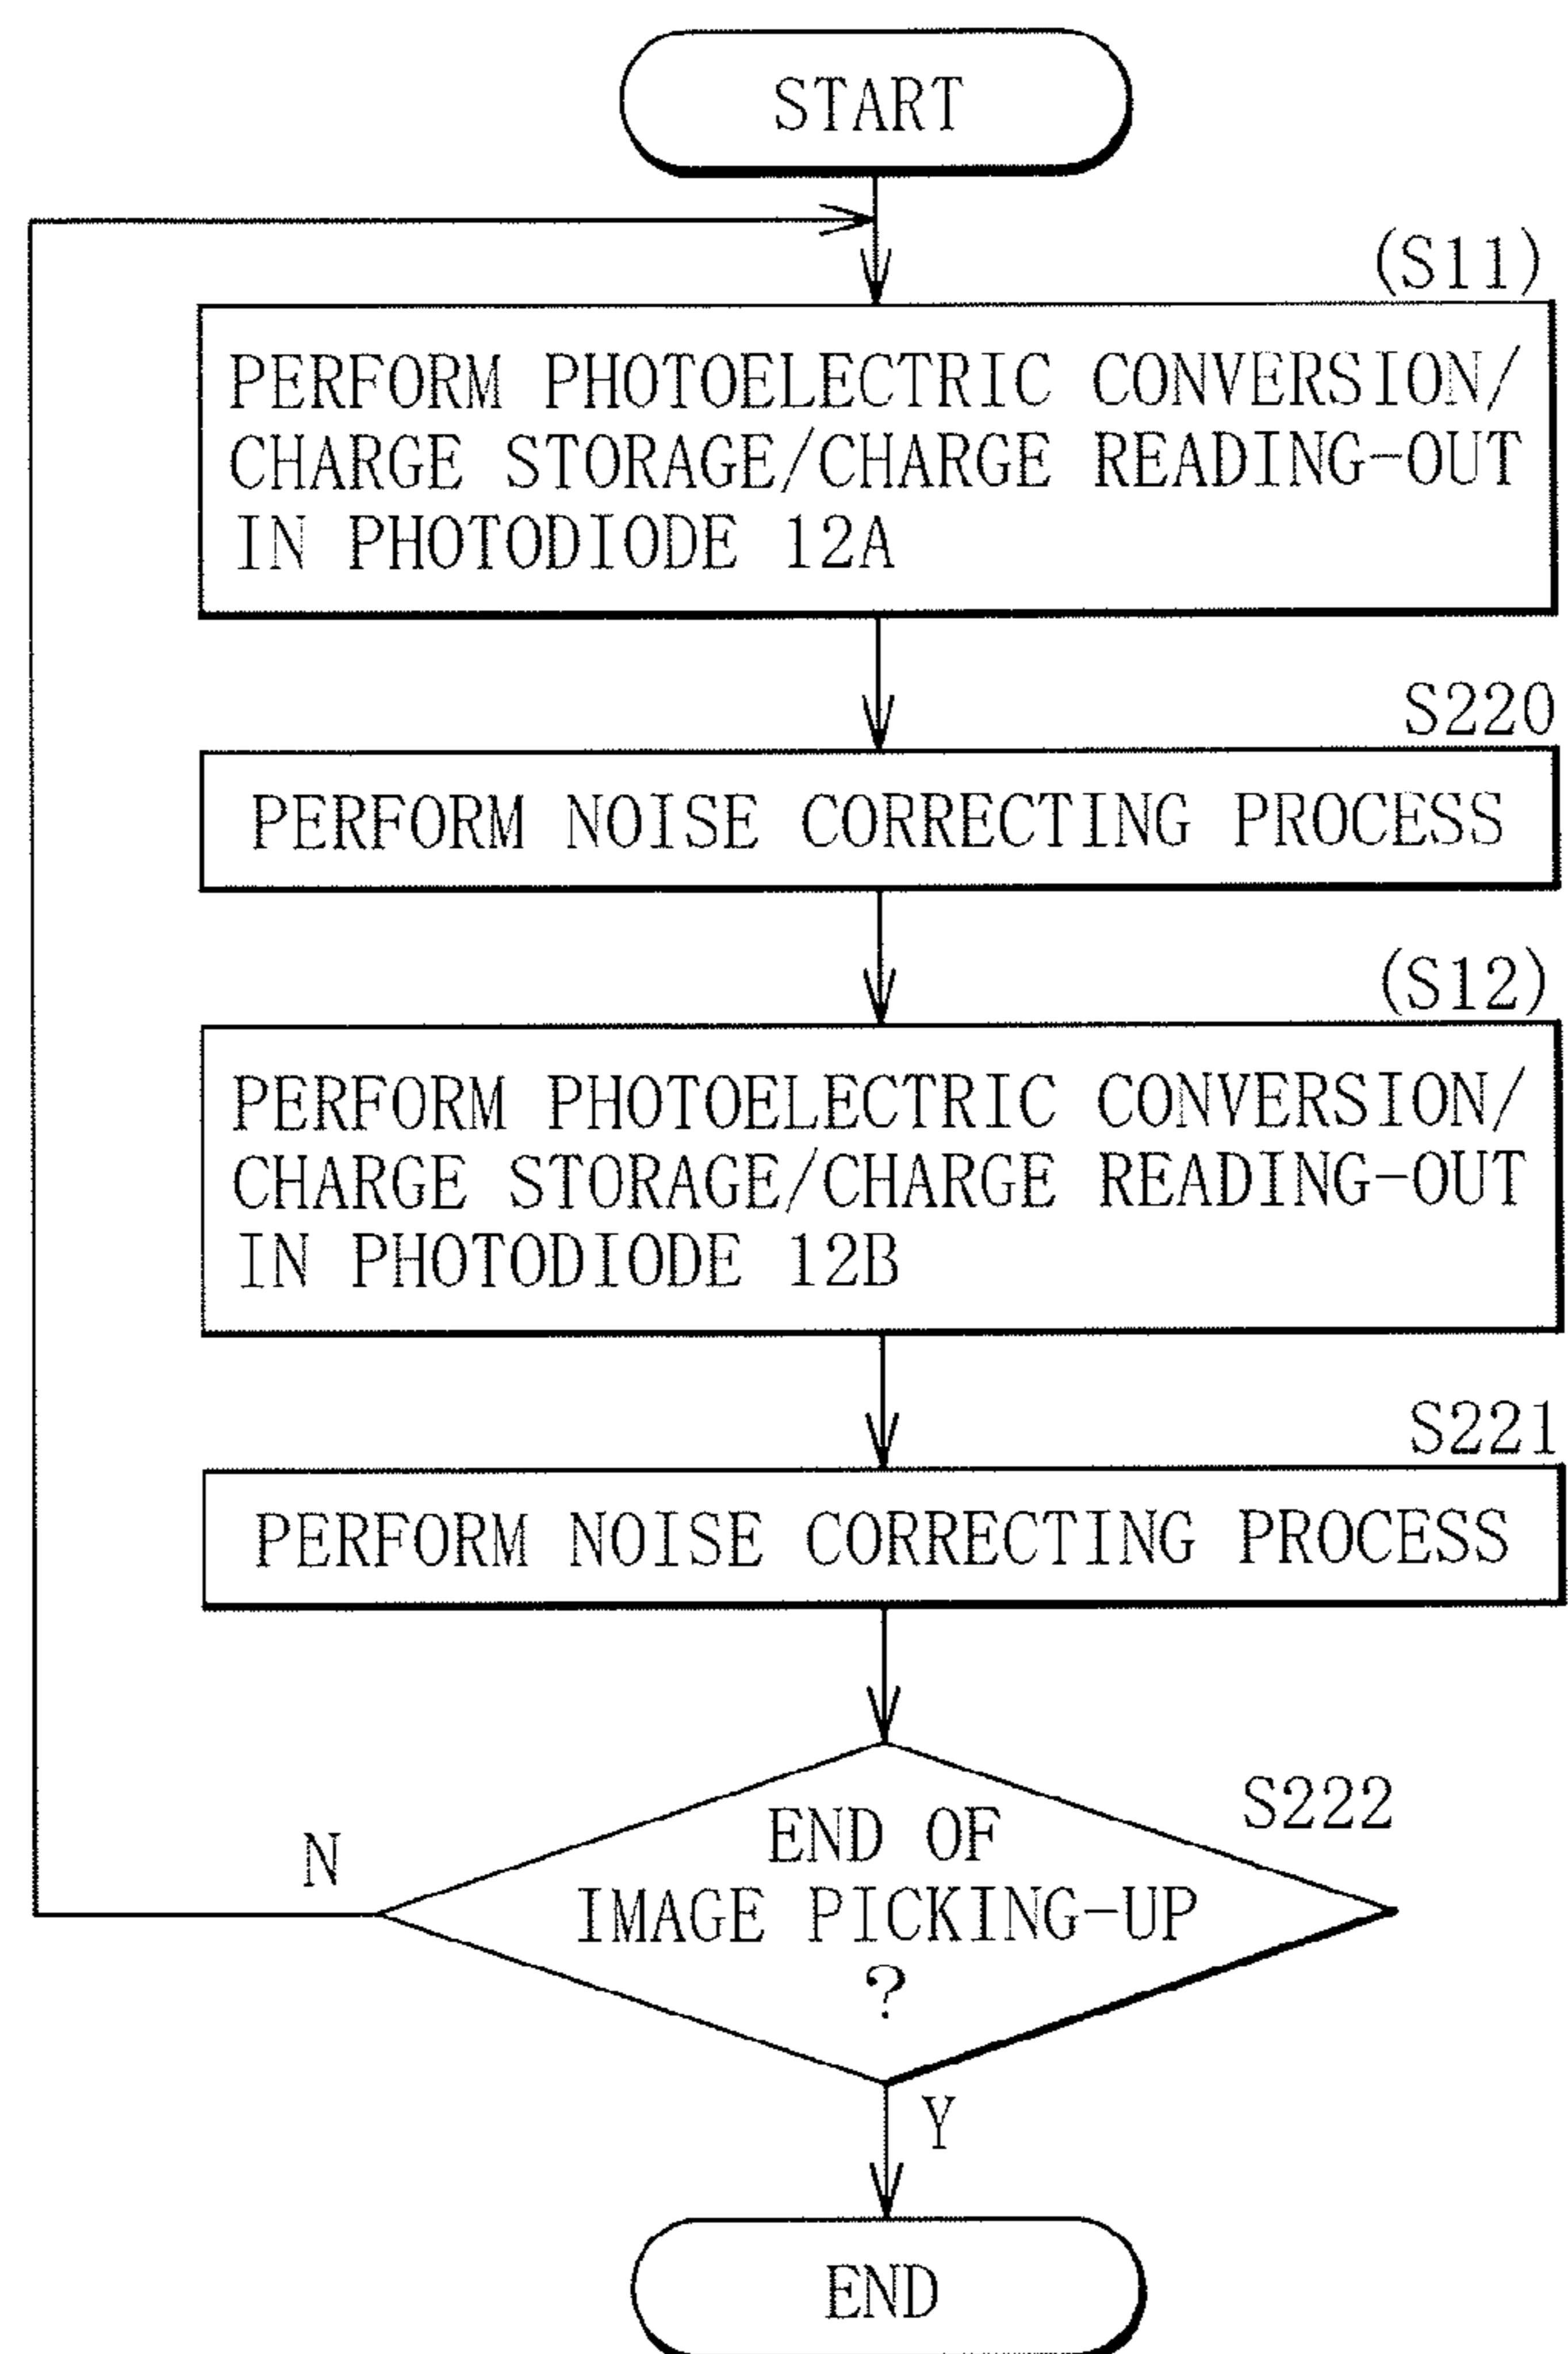 START
(S11)
PERFORM PHOTOELECTRIC CONVERSION/
CHARGE STORAGE/CHARGE READING-OUT
IN PHOTODIODE 12A
S220
PERFORM NOISE CORRECTING PROCESS
(S12)
PERFORM PHOTOELECTRIC CONVERSION/
CHARGE STORAGE/CHARGE READING-OUT
IN PHOTODIODE 12B
S221
PERFORM NOISE CORRECTING PROCESS
S222
END OF
IMAGE PICKING-UP
?
N
Y
END